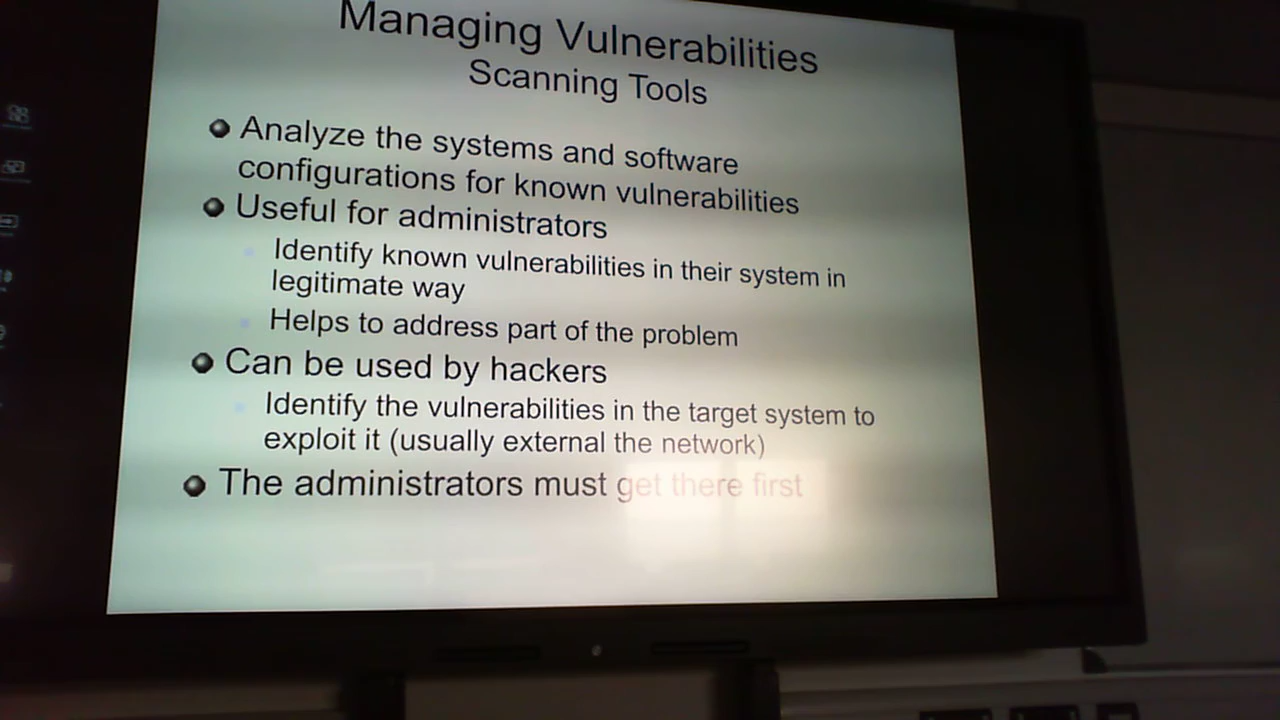 Managing Vulnerabilities
Scanning Tools
Analyze the systems and software
configurations for known vulnerabilities
Useful for administrators
Identify known vulnerabilities in their system in
legitimate way
Helps to address part of the problem
Can be used by hackers
Identify the vulnerabilities in the target system to
exploit it (usually external the network)
The administrators must get there first